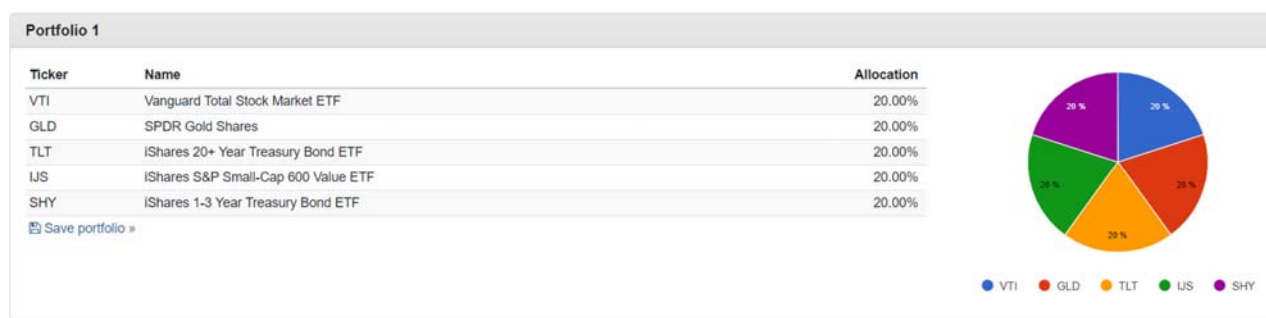 Portfolio 1
Ticker Name Allocation
VTI Vanguard Total Stock Market ETF 20.00%
GLD SPDR Gold Shares 20.00%
TLT iShares 20+ Year Treasury Bond ETF 20.00%
IJS iShares S&P Small-Cap 600 Value ETF 20.00%
SHY iShares 1-3 Year Treasury Bond ETF 20.00%
Save portfolio »
20 % 20 %
20 % 20 %
20 %
VTI GLD TLT IJS SHY